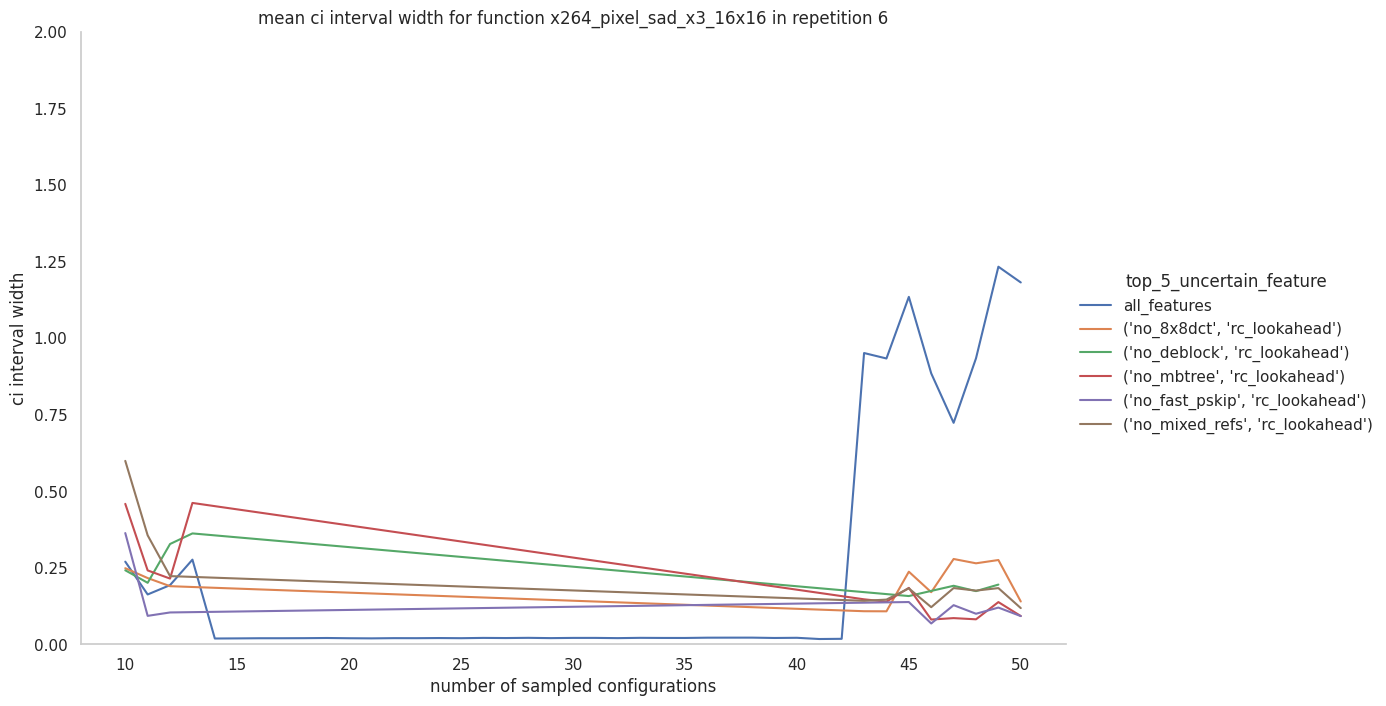 mean ci interval width for function x264_pixel_sad_x3_16x16 in repetition 6
2.00
1.75
1.50
1.25
1.00
0.75
0.50
0.25
0.00
ci interval width
10
15
20
25
30
35
40
45
50
number of sampled configurations
top_5_uncertain_feature
all_features
('no_8x8dct', 'rc_lookahead')
('no_deblock', 'rc_lookahead')
('no_mbtree', 'rc_lookahead')
('no_fast_pskip', 'rc_lookahead')
('no_mixed_refs', 'rc_lookahead')